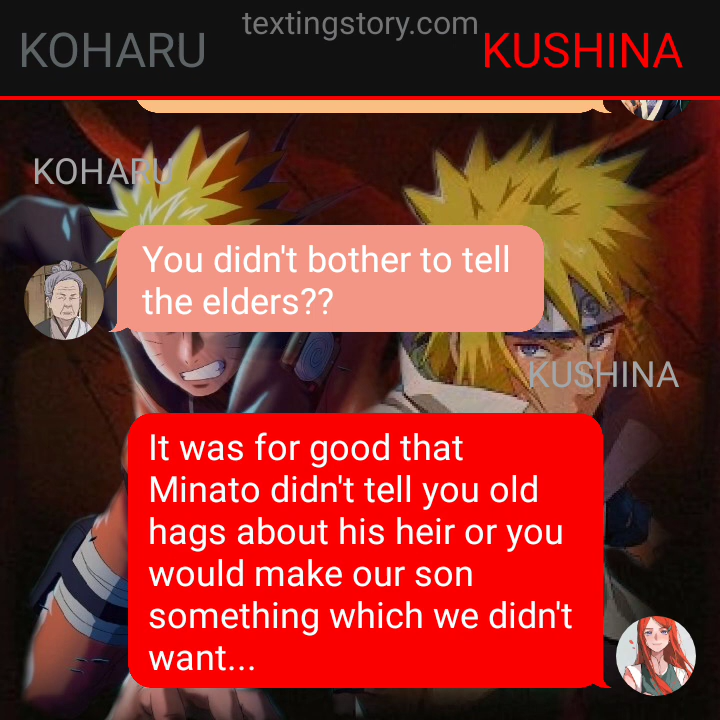 textingstory.com
KOHARU
KUSHINA
KOHARU
You didn't bother to tell
the elders??
KUSHINA
It was for good that
Minato didn't tell you old
hags about his heir or you
would make our son
something which we didn't
want...